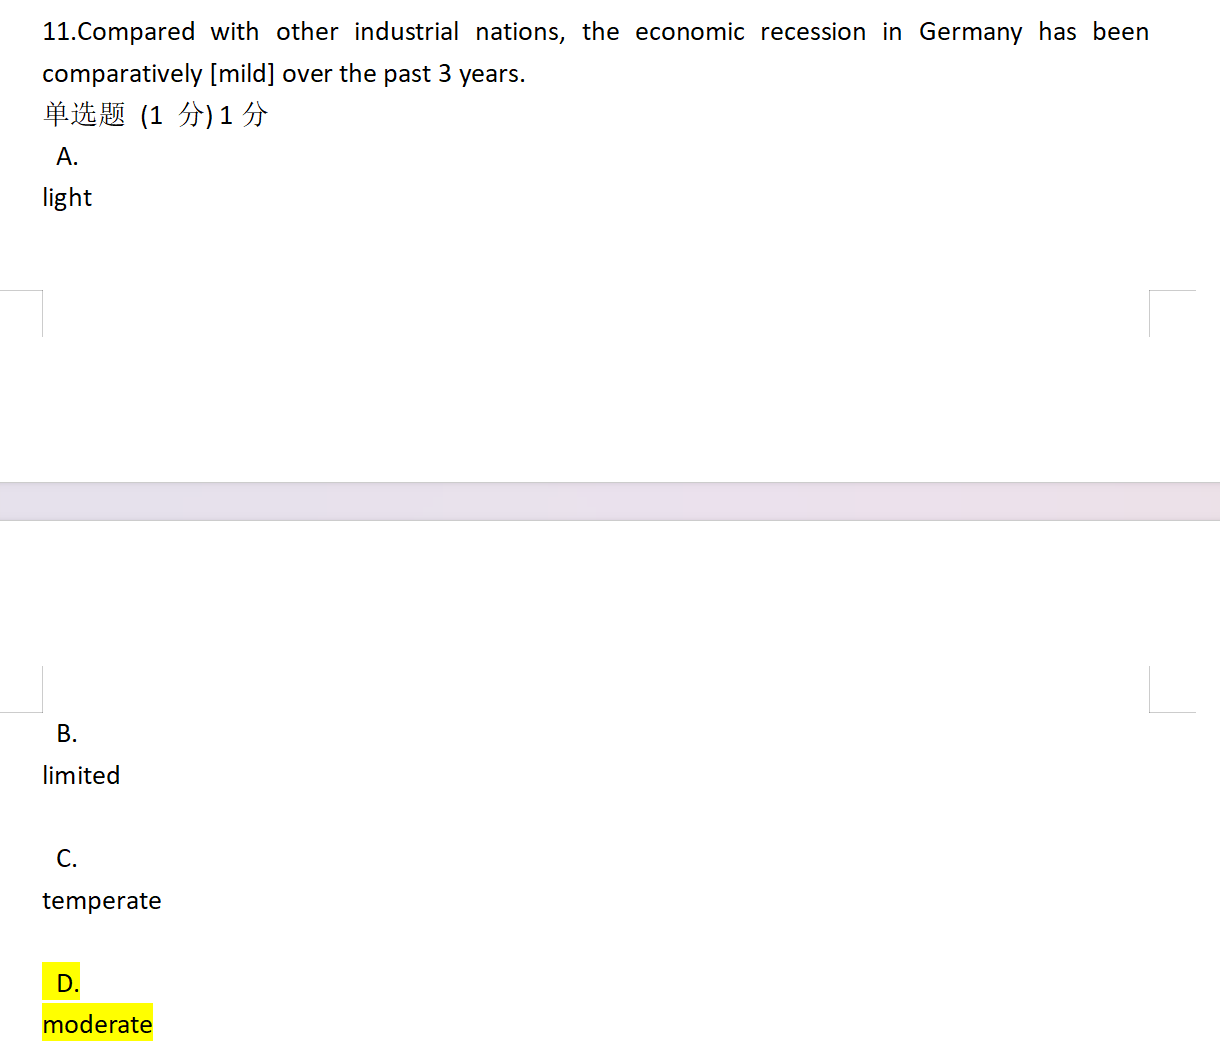 11.Compared with other industrial nations, the economic recession in Germany has been
comparatively [mild] over the past 3 years.
单选题 (1 分) 1 分
A.
light
B.
limited
C.
temperate
D.
moderate